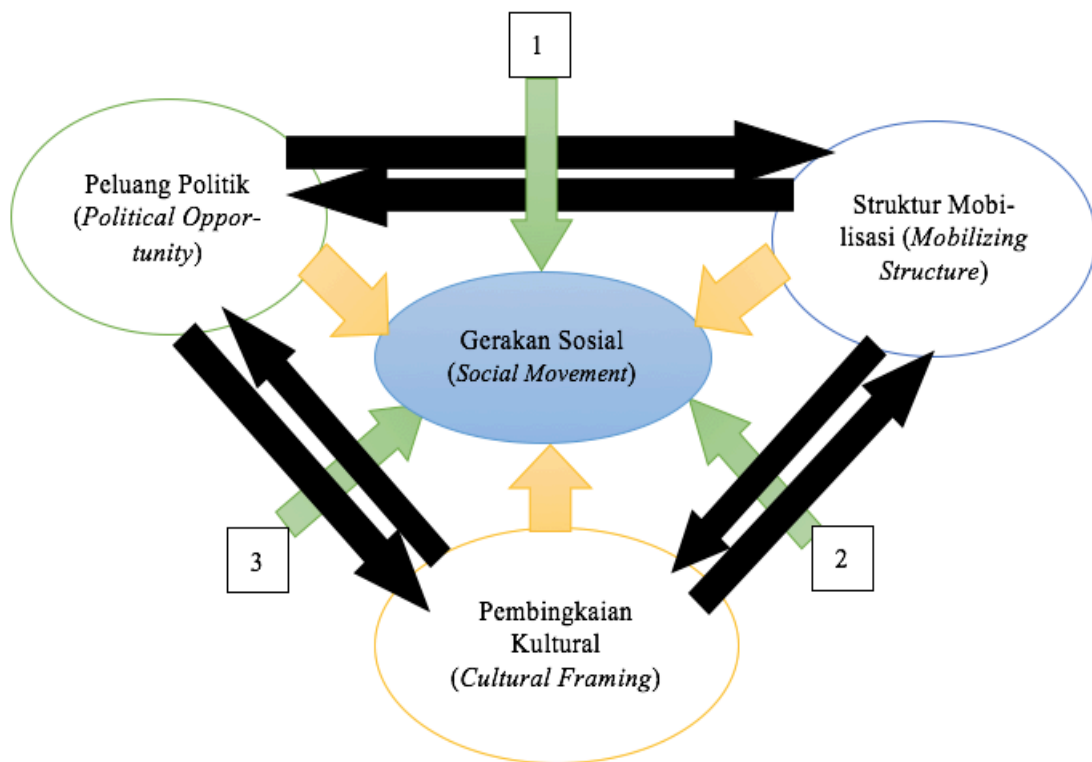 1
Peluang Politik
(Political Oppor-
tunity)
Struktur Mobi-
lisasi (Mobilizing
Structure)
Gerakan Sosial
(Social Movement)
3
2
Pembingkaian
Kultural
(Cultural Framing)